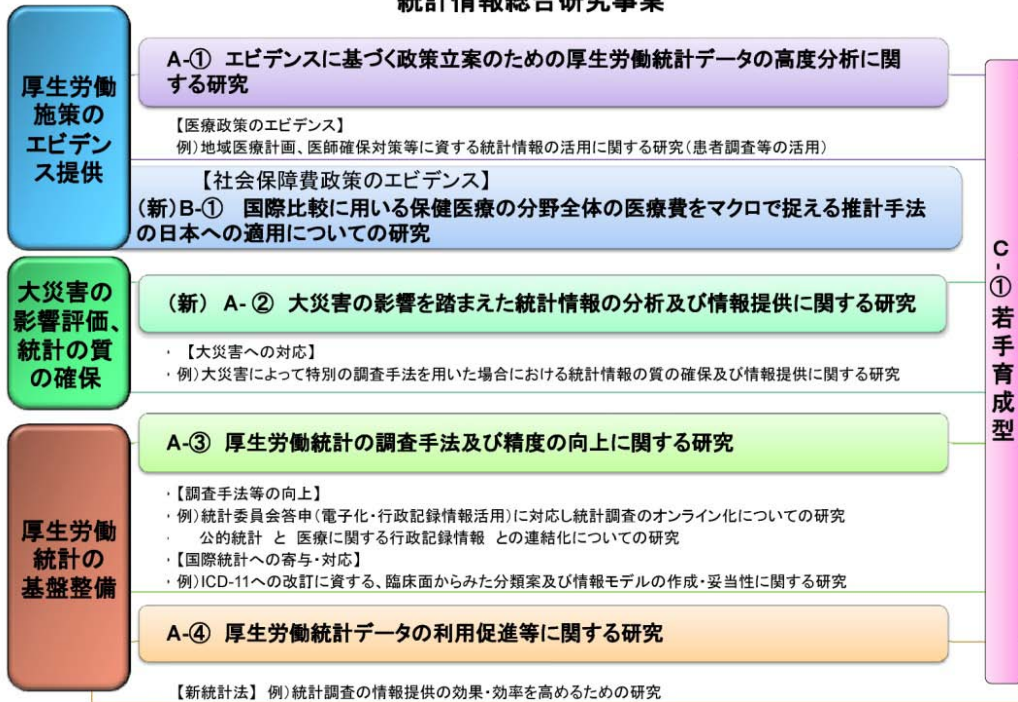 統計情報総合研究事業
厚生労働
施策の
エビデン
ス提供
A-① エビデンスに基づく政策立案のための厚生労働統計データの高度分析に関
する研究
【医療政策のエビデンス】
例)地域医療計画、医師確保対策等に資する統計情報の活用に関する研究(患者調査等の活用)
【社会保障費政策のエビデンス】
(新)B-① 国際比較に用いる保健医療の分野全体の医療費をマクロで捉える推計手法
の日本への適用についての研究
大災害の
影響評価、
統計の質
の確保
(新) A-② 大災害の影響を踏まえた統計情報の分析及び情報提供に関する研究
・【大災害への対応】
・例)大災害によって特別の調査手法を用いた場合における統計情報の質の確保及び情報提供に関する研究
厚生労働
統計の
基盤整備
A-③ 厚生労働統計の調査手法及び精度の向上に関する研究
・【調査手法等の向上】
・例)統計委員会答申(電子化・行政記録情報活用)に対応し統計調査のオンライン化についての研究
・ 公的統計 と 医療に関する行政記録情報 との連結化についての研究
・【国際統計への寄与・対応】
・例)ICD-11への改訂に資する、臨床面からみた分類案及び情報モデルの作成・妥当性に関する研究
A-④ 厚生労働統計データの利用促進等に関する研究
【新統計法】 例)統計調査の情報提供の効果・効率を高めるための研究
C-①若手育成型